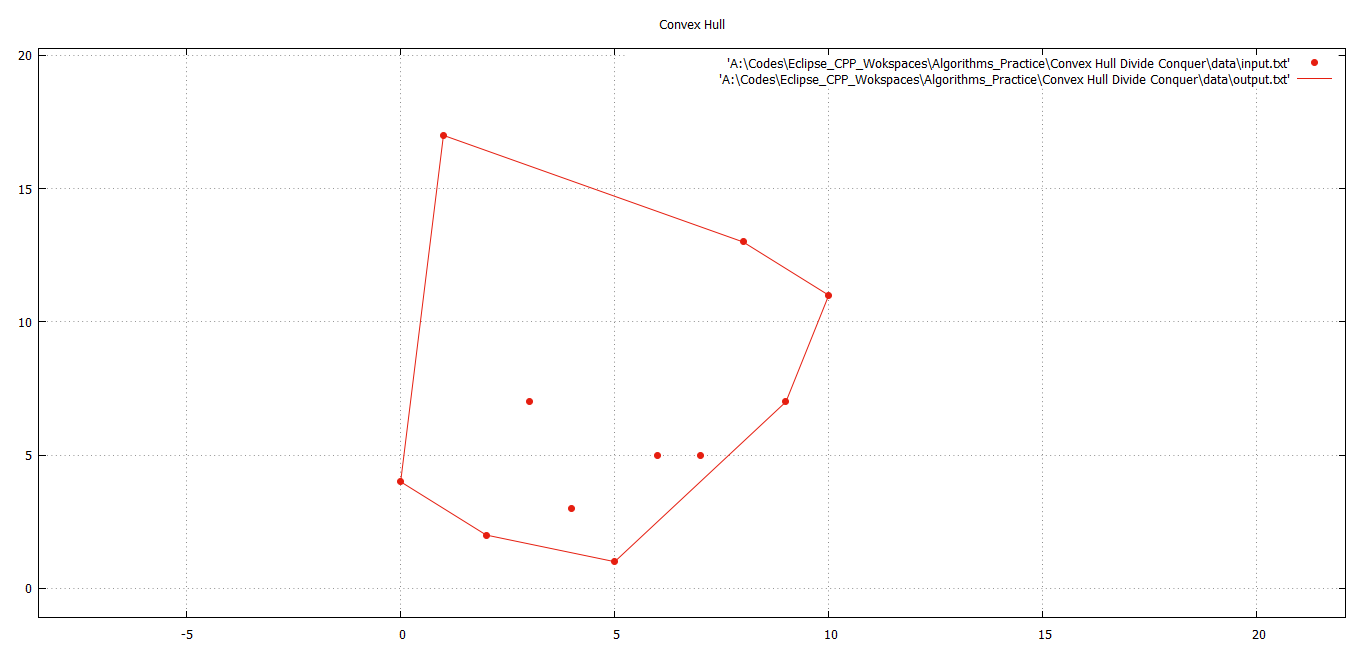 Convex Hull
'A:\Codes\Eclipse_CPP_Wokspaces\Algorithms_Practice\Convex Hull Divide Conquer\data\input.txt'
'A:\Codes\Eclipse_CPP_Wokspaces\Algorithms_Practice\Convex Hull Divide Conquer\data\output.txt'
20
15
10
5
0
-5 0 5 10 15 20